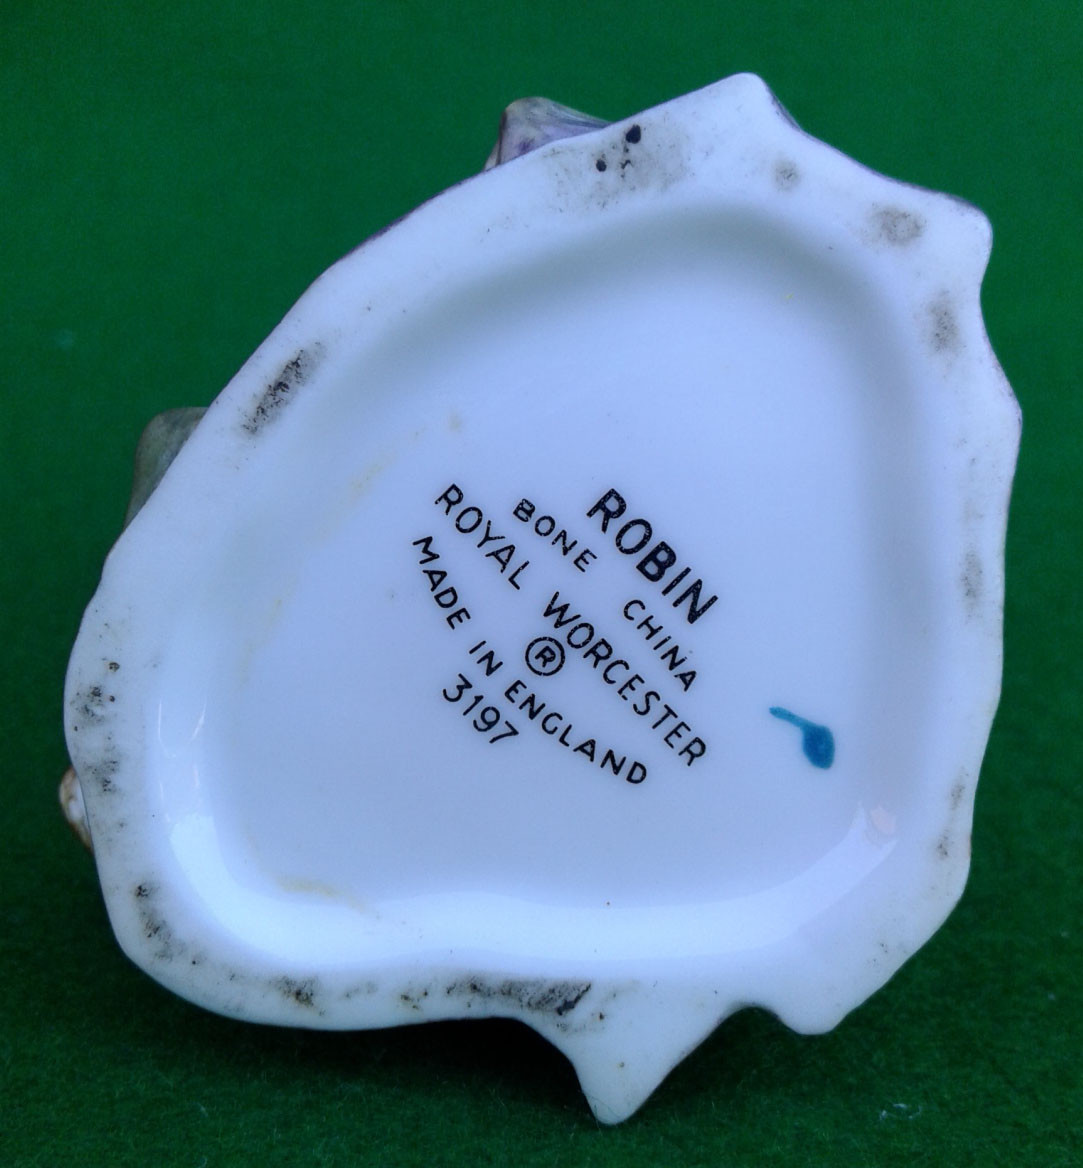 ROBIN
BONE CHINA
ROYAL WORCESTER
®
MADE IN ENGLAND
3197